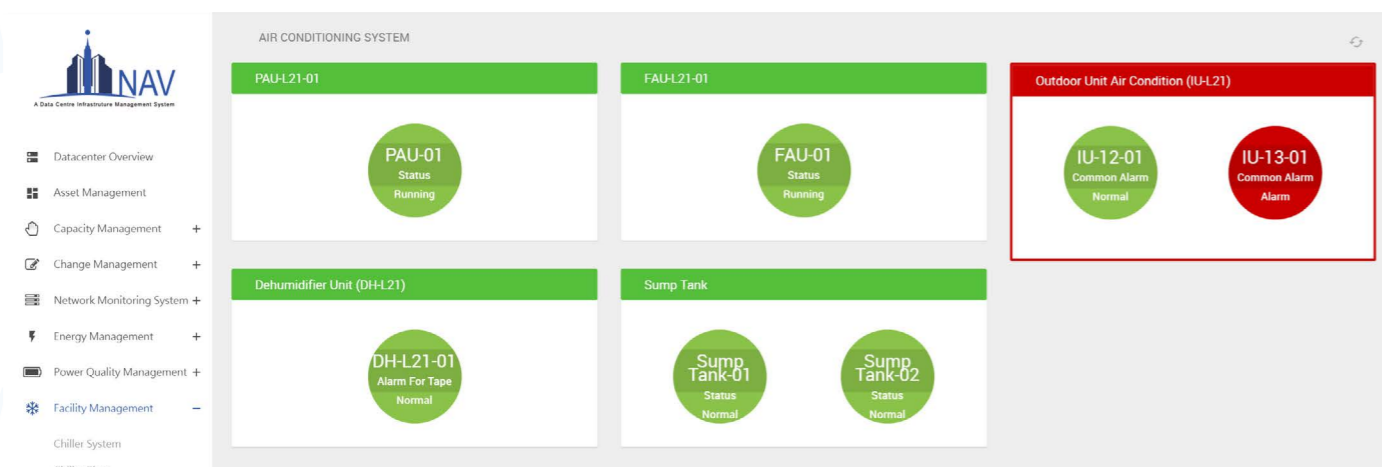 NAV
A Data Centre Infrastruture Management System
Datacenter Overview
Asset Management
Capacity Management +
Change Management +
Network Monitoring System +
Energy Management +
Power Quality Management +
Facility Management –
Chiller System
AIR CONDITIONING SYSTEM
PAU-L21-01
PAU-01
Status
Running
FAU-L21-01
FAU-01
Status
Running
Outdoor Unit Air Condition (IU-L21)
IU-12-01
Common Alarm
Normal
IU-13-01
Common Alarm
Alarm
Dehumidifier Unit (DH-L21)
DH-L21-01
Alarm For Tape
Normal
Sump Tank
Sump
Tank-01
Status
Normal
Sump
Tank-02
Status
Normal